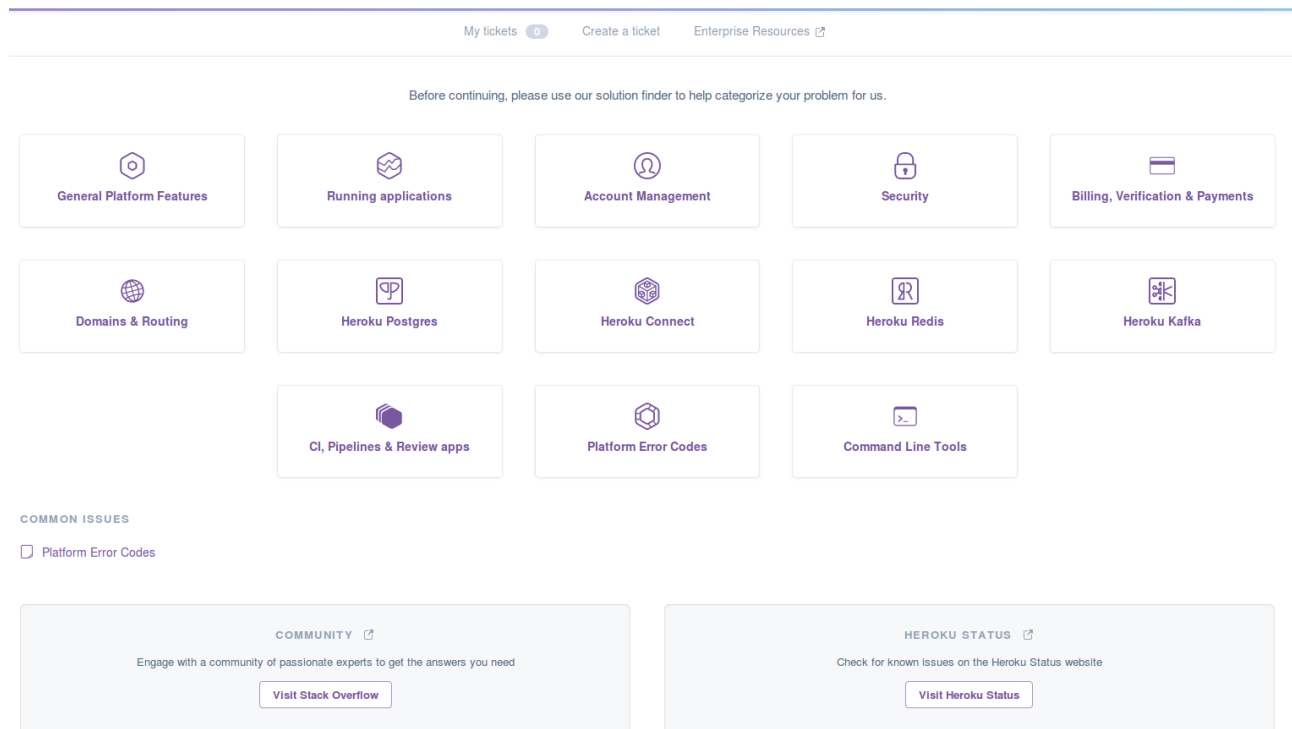 My tickets 0 Create a ticket Enterprise Resources
Before continuing, please use our solution finder to help categorize your problem for us.
General Platform Features
Running applications
Account Management
Security
Billing, Verification & Payments
Domains & Routing
Heroku Postgres
Heroku Connect
Heroku Redis
Heroku Kafka
CI, Pipelines & Review apps
Platform Error Codes
Command Line Tools
COMMON ISSUES
Platform Error Codes
COMMUNITY
Engage with a community of passionate experts to get the answers you need
Visit Stack Overflow
HEROKU STATUS
Check for known issues on the Heroku Status website
Visit Heroku Status